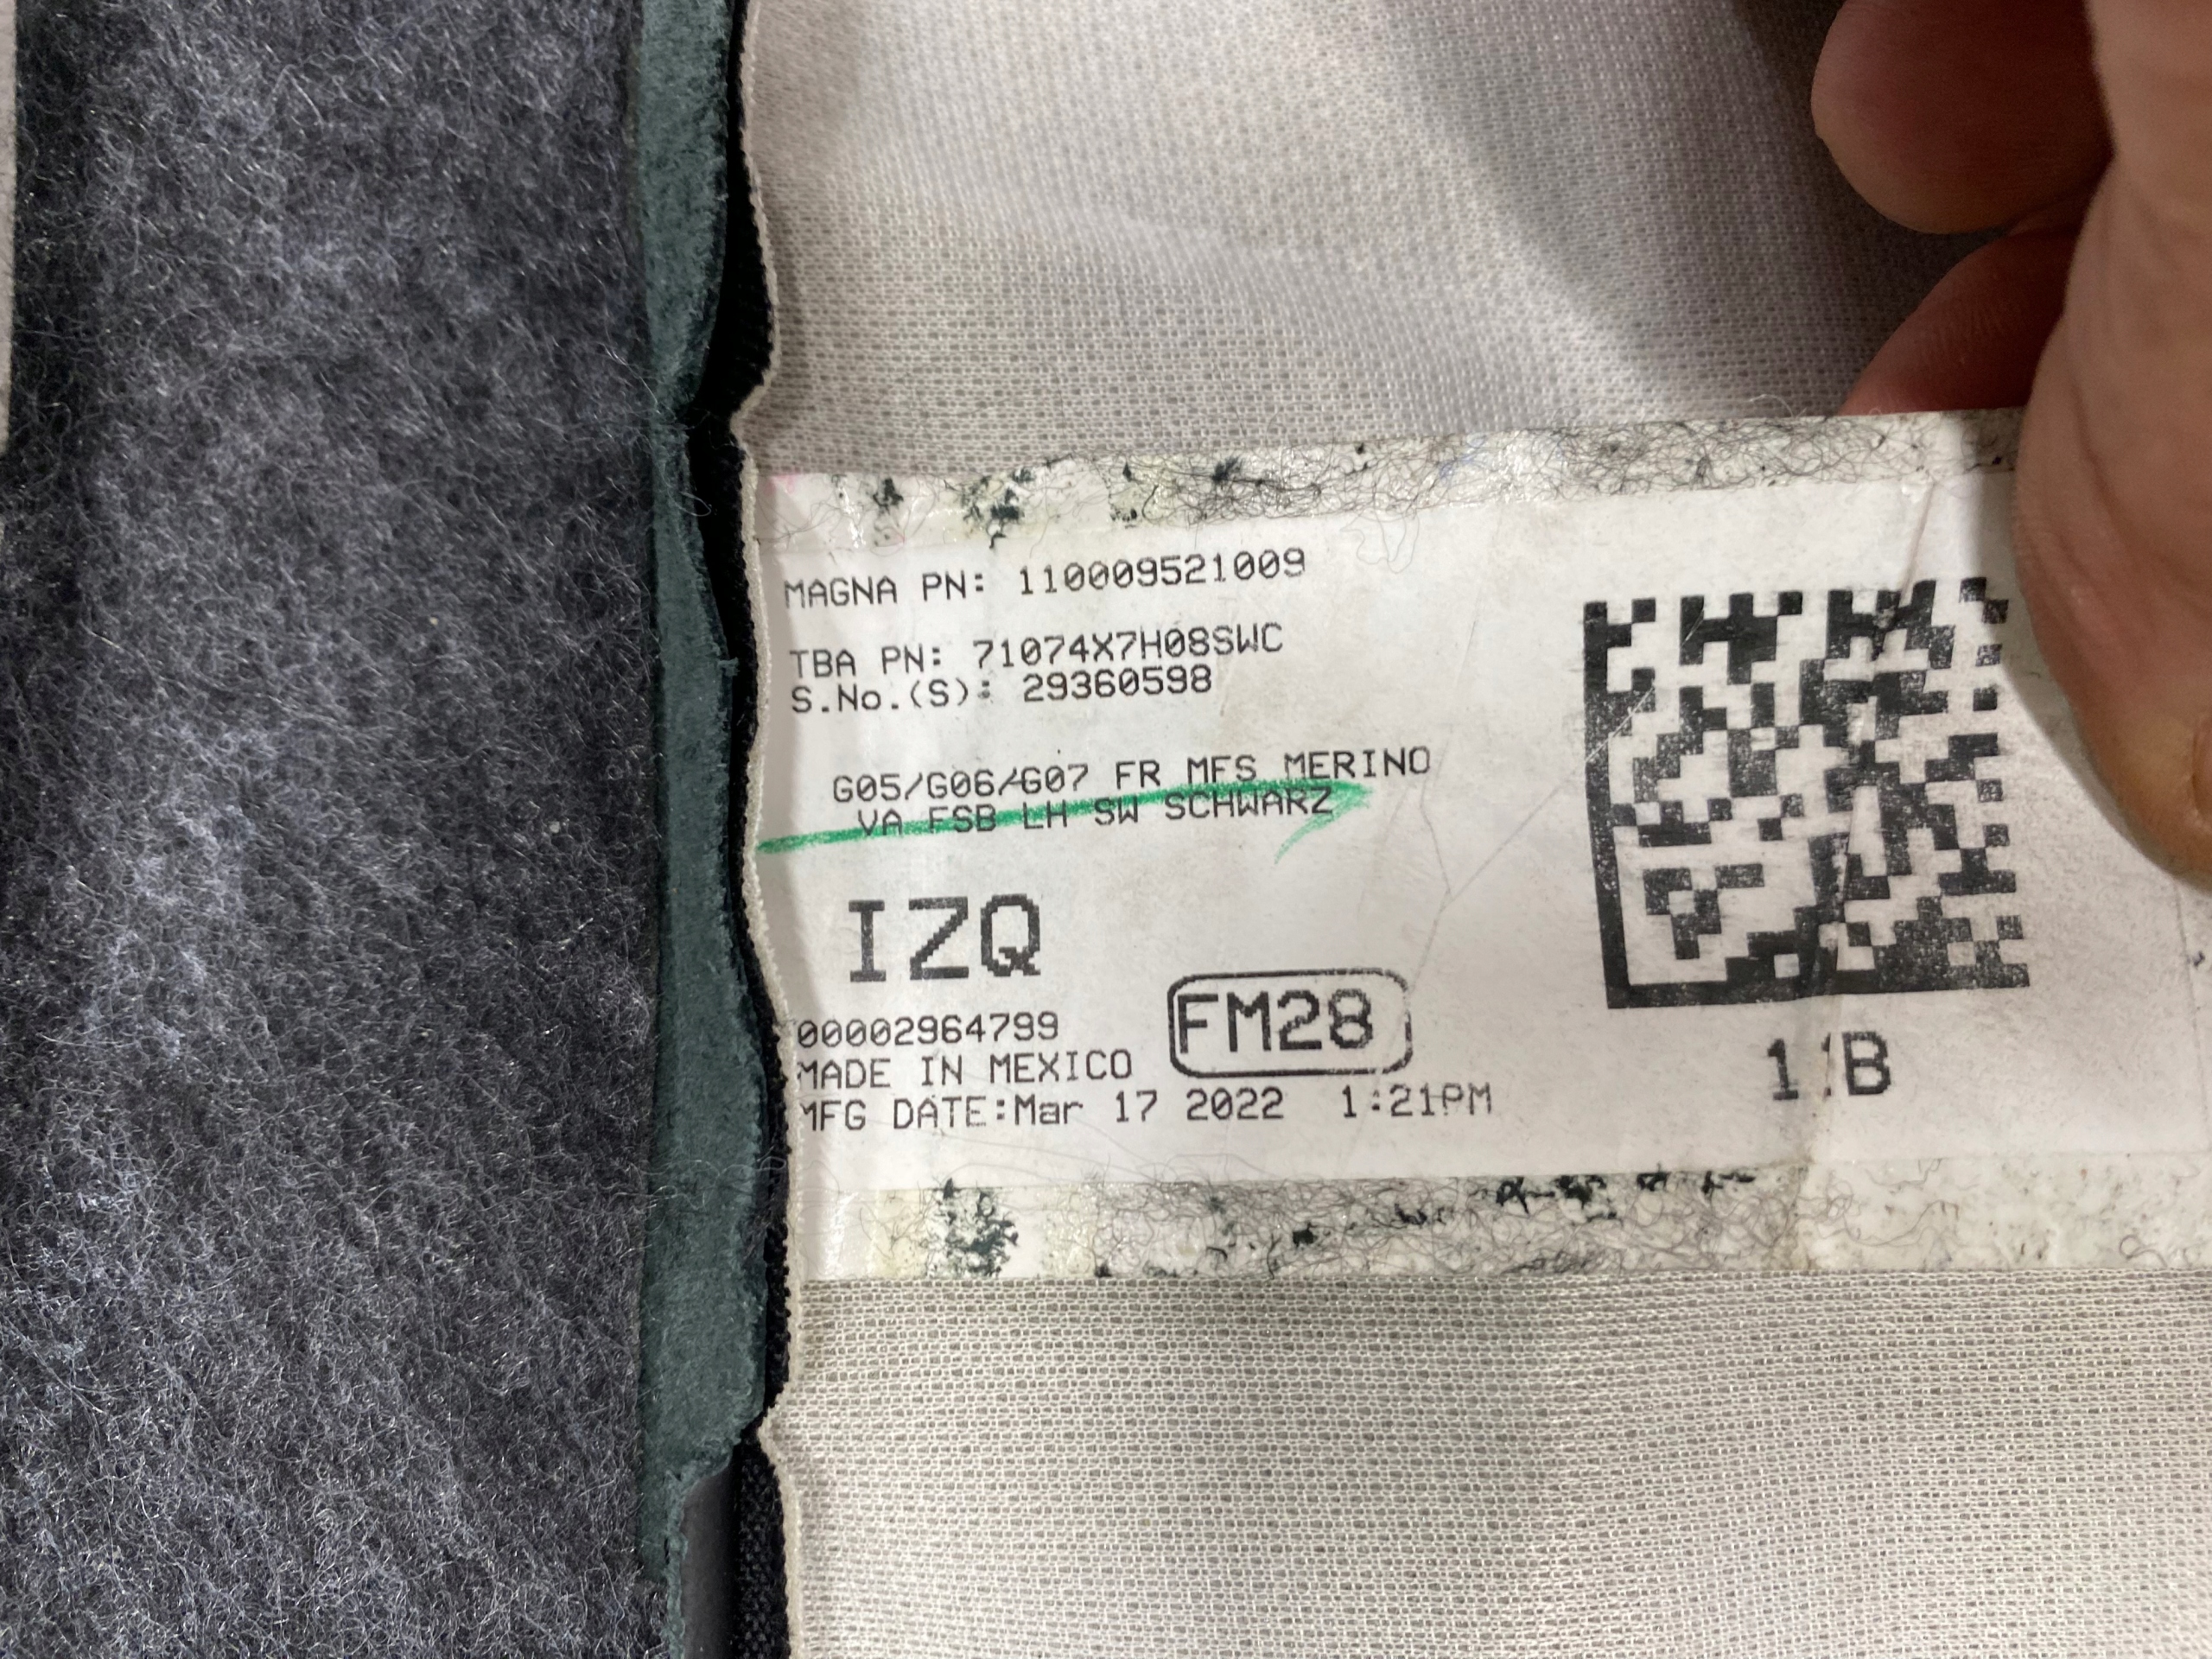 MAGNA PN: 110009521009
TBA PN: 71074X7H08SWC
S.No.(S): 29360598
G05/G06/G07 FR MFS MERINO
VA FSB LH SW SCHWARZ
IZQ
00002964799
FM28
MADE IN MEXICO
MFG DATE:Mar 17 2022 1:21PM